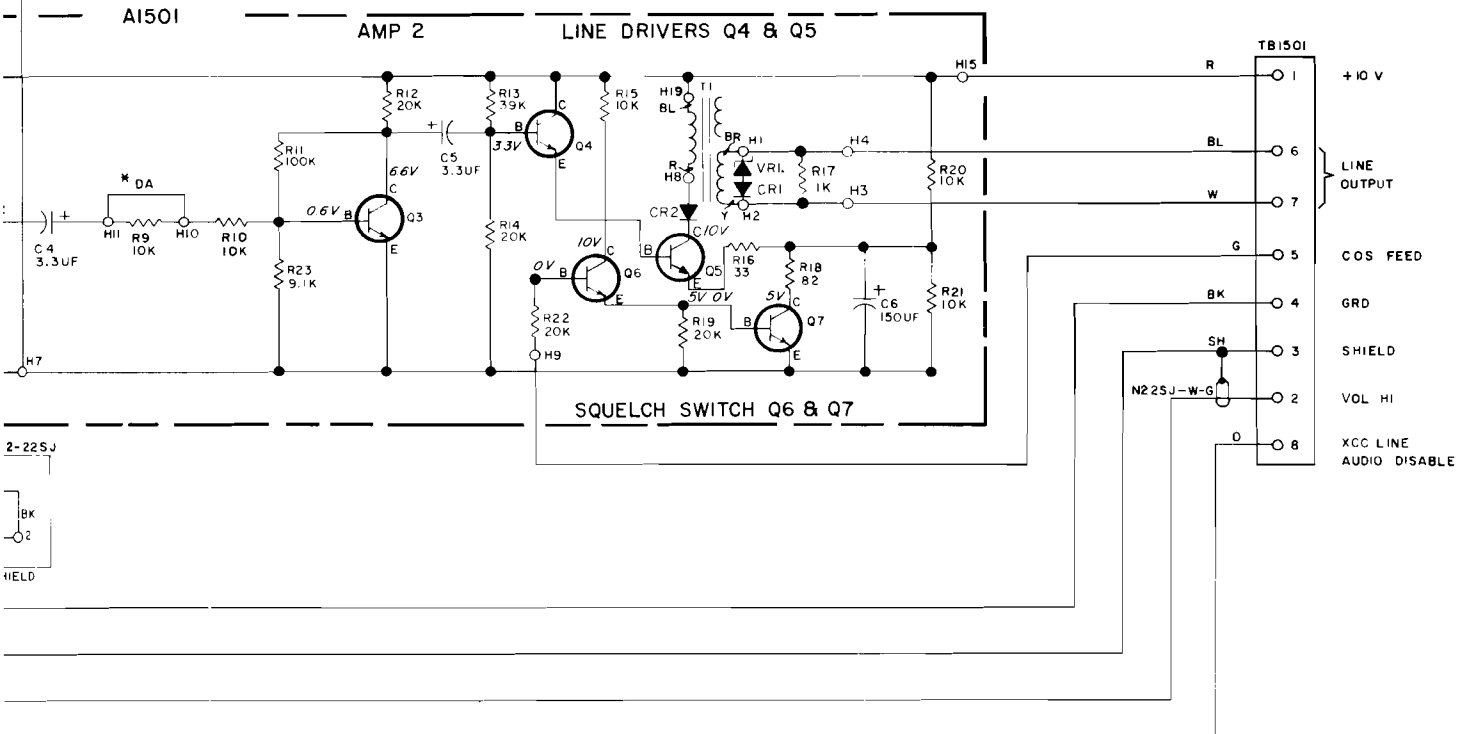 A1501
AMP 2
LINE DRIVERS Q4 & Q5
TB1501
H15
R
1
+10 V
R12
20K
R13
39K
C
R15
10K
H19
BL
T1
B
3.3V
Q4
E
BR
H1
H4
BL
6
LINE
OUTPUT
R11
100K
+
C5
3.3UF
VR1.
R17
1K
R20
10K
R
H8
CR1
* DA
6.6V
C
CR2
Y
H2
H3
W
7
0.6V
B
Q3
E
+
C4
3.3UF
H11
R9
10K
H10
R10
10K
R14
20K
10V
C
C
10V
B
Q5
E
R16
33
G
5
COS FEED
R23
9.1K
0V
B
Q6
E
5V
0V
5V
R18
82
C
+
C6
150UF
R21
10K
BK
4
GRD
R22
20K
R19
20K
B
Q7
E
H7
H9
SH
3
SHIELD
N22SJ-W-G
2
VOL HI
SQUELCH SWITCH Q6 & Q7
2-22SJ
O
8
XCC LINE
AUDIO DISABLE
BK
2
HIELD